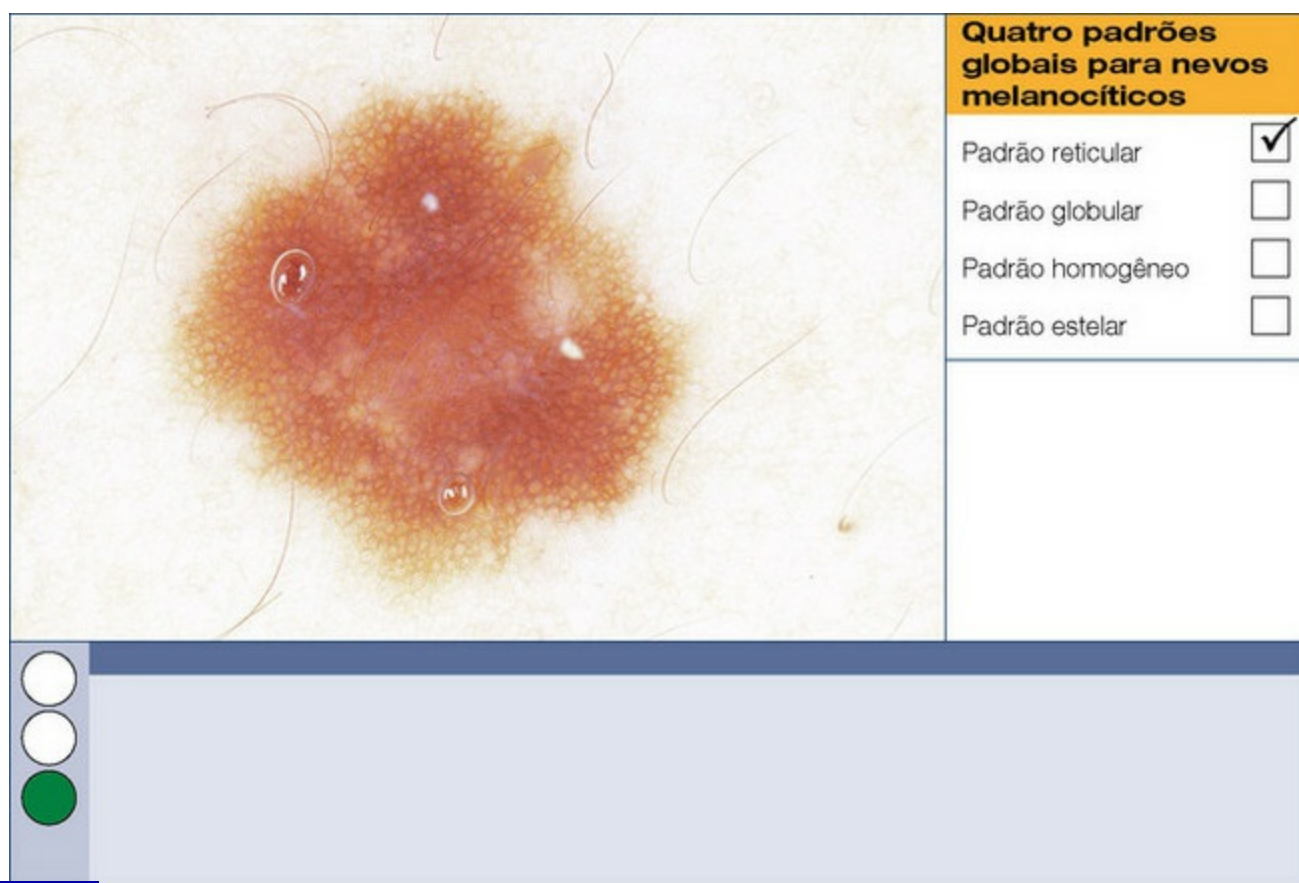 Quatro padrões
globais para nevos
melanocíticos
Padrão reticular
Padrão globular
Padrão homogêneo
Padrão estelar